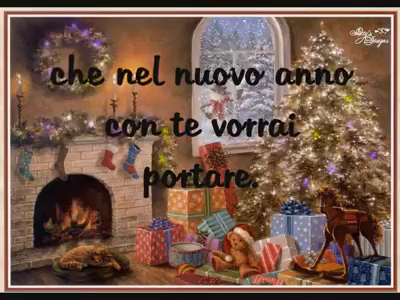 che nel nuovo anno
con te vorrai
portare.